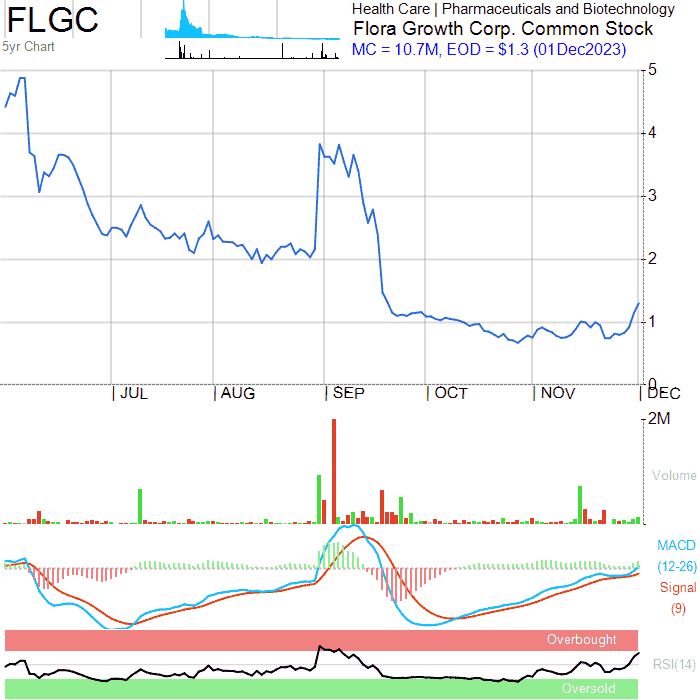 FLGC
5yr Chart
Health Care | Pharmaceuticals and Biotechnology
Flora Growth Corp. Common Stock
MC = 10.7M, EOD = $1.3 (01Dec2023)
5
4
3
2
1
0
JUL
AUG
SEP
OCT
NOV
DEC
2M
Volume
MACD
(12-26)
Signal
(9)
Overbought
RSI(14)
Oversold